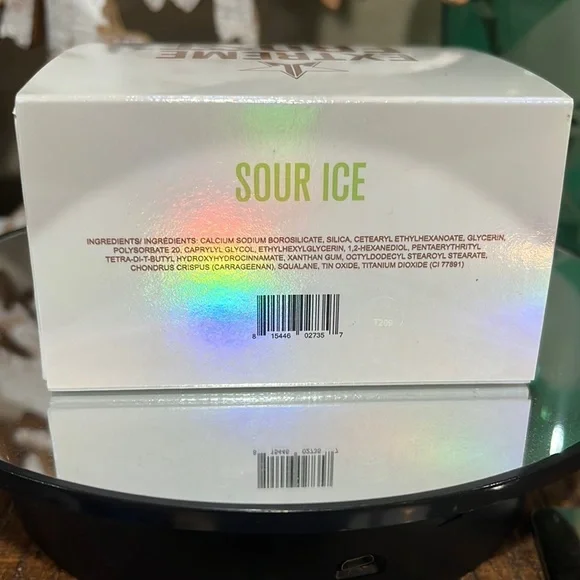 EXTREME
SOUR ICE
INGREDIENTS/ INGRÉDIENTS: CALCIUM SODIUM BOROSILICATE, SILICA, CETEARYL ETHYLHEXANOATE, GLYCERIN,
POLYSORBATE 20, CAPRYLYL GLYCOL, ETHYLHEXYLGLYCERIN, 1,2-HEXANEDIOL, PENTAERYTHRITYL
TETRA-DI-T-BUTYL HYDROXYHYDROCINNAMATE, XANTHAN GUM, OCTYLDODECYL STEAROYL STEARATE,
CHONDRUS CRISPUS (CARRAGEENAN), SQUALANE, TIN OXIDE, TITANIUM DIOXIDE (CI 77891)
8 15446 02735 7